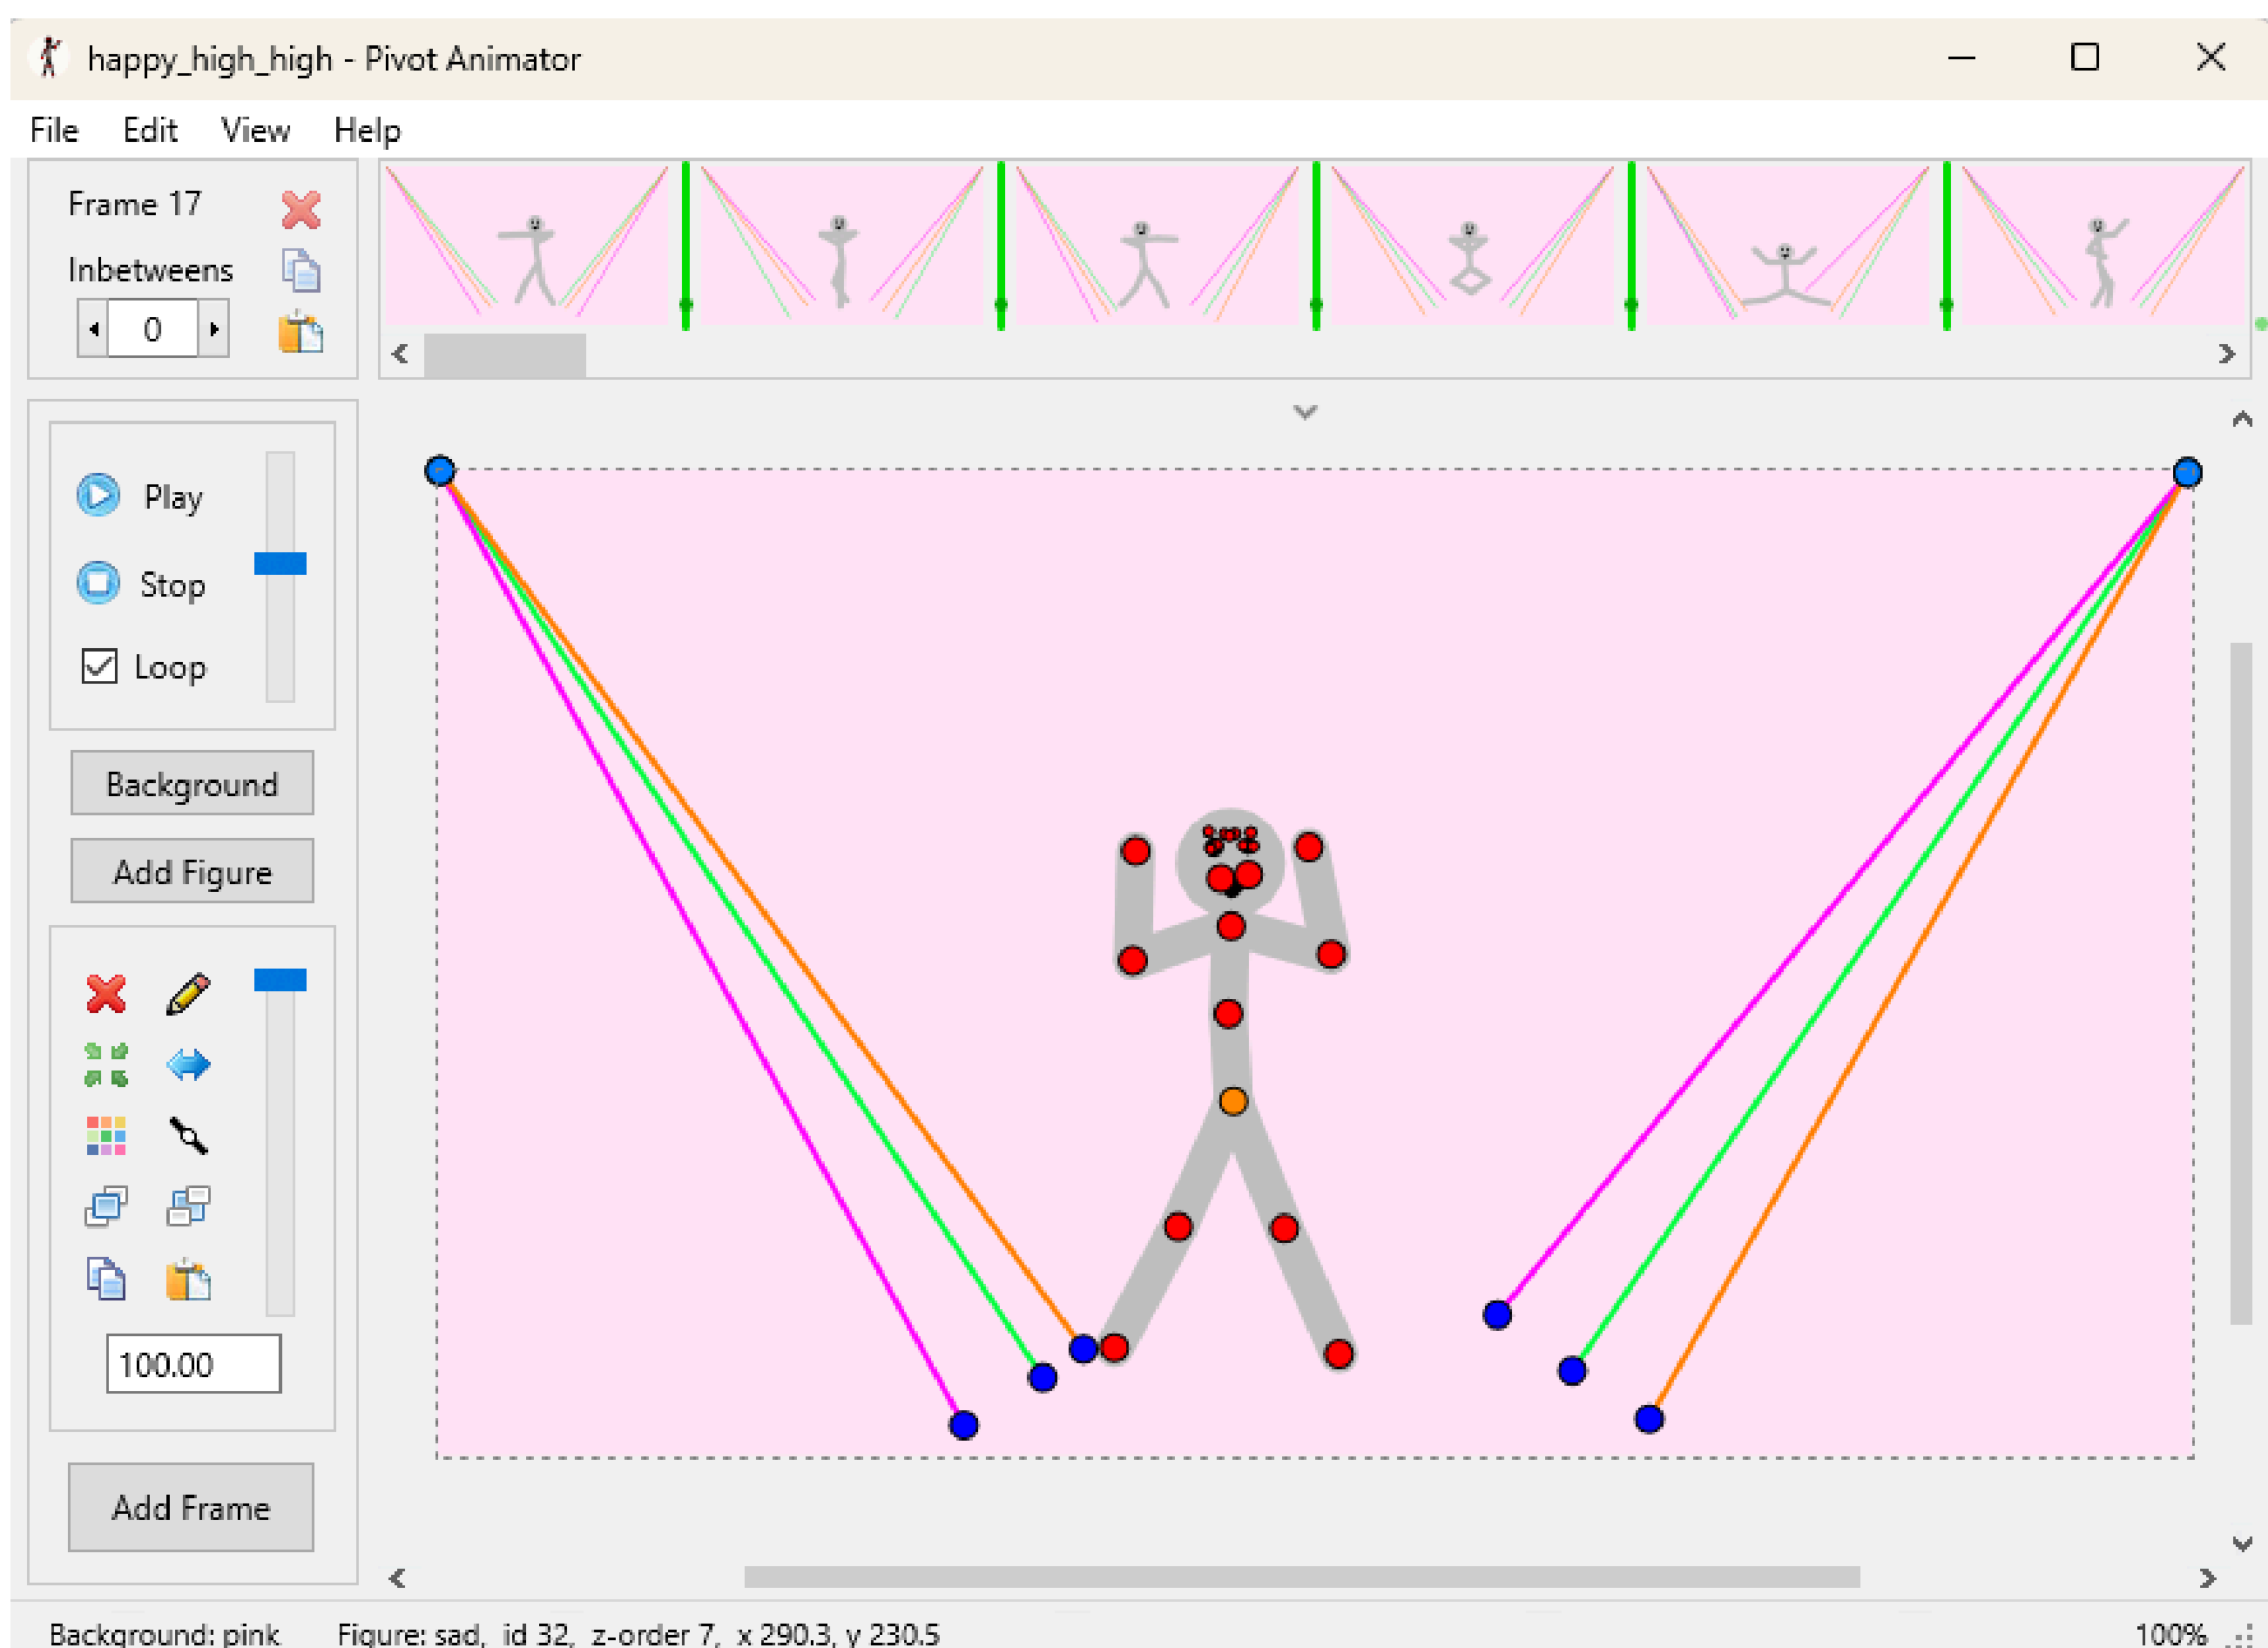 happy_high_high - Pivot Animator
File Edit View Help
Frame 17
Inbetweens
0
Play
Stop
Loop
Background
Add Figure
100.00
Add Frame
Background: pink Figure: sad, id 32, z-order 7, x 290.3, y 230.5 100%